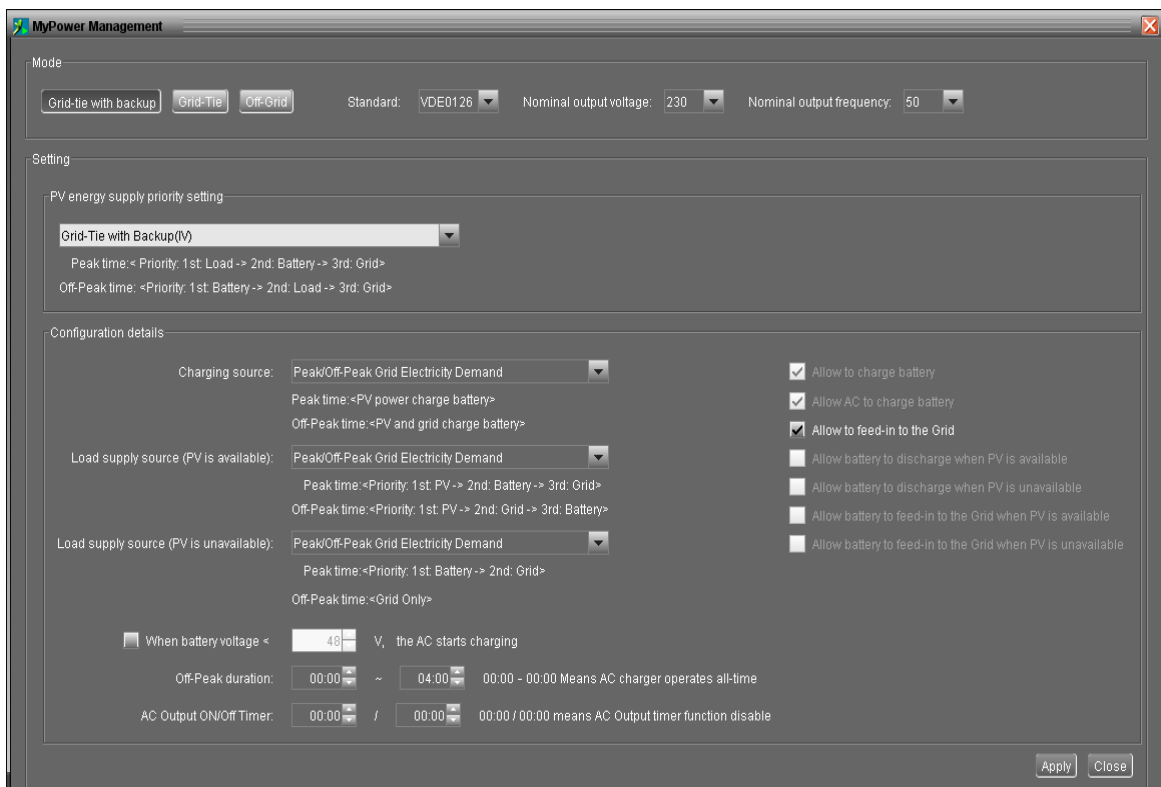 MyPower Management
Mode
Grid-tie with backup Grid-Tie Off-Grid Standard: VDE0126 Nominal output voltage: 230 Nominal output frequency: 50
Setting
PV energy supply priority setting
Grid-Tie with Backup(IV)
Peak time:< Priority: 1st: Load -> 2nd: Battery -> 3rd: Grid>
Off-Peak time: <Priority: 1st: Battery -> 2nd: Load -> 3rd: Grid>
Configuration details
Charging source: Peak/Off-Peak Grid Electricity Demand Allow to charge battery
Peak time:<PV power charge battery> Allow AC to charge battery
Off-Peak time:<PV and grid charge battery> Allow to feed-in to the Grid
Load supply source (PV is available): Peak/Off-Peak Grid Electricity Demand Allow battery to discharge when PV is available
Peak time:<Priority: 1st: PV -> 2nd: Battery -> 3rd: Grid> Allow battery to discharge when PV is unavailable
Off-Peak time:<Priority: 1st: PV -> 2nd: Grid -> 3rd: Battery> Allow battery to feed-in to the Grid when PV is available
Load supply source (PV is unavailable): Peak/Off-Peak Grid Electricity Demand Allow battery to feed-in to the Grid when PV is unavailable
Peak time:<Priority: 1st: Battery -> 2nd: Grid>
Off-Peak time:<Grid Only>
When battery voltage < 48 V, the AC starts charging
Off-Peak duration: 00:00 ~ 04:00 00:00 - 00:00 Means AC charger operates all-time
AC Output ON/Off Timer: 00:00 / 00:00 00:00 / 00:00 means AC Output timer function disable
Apply Close